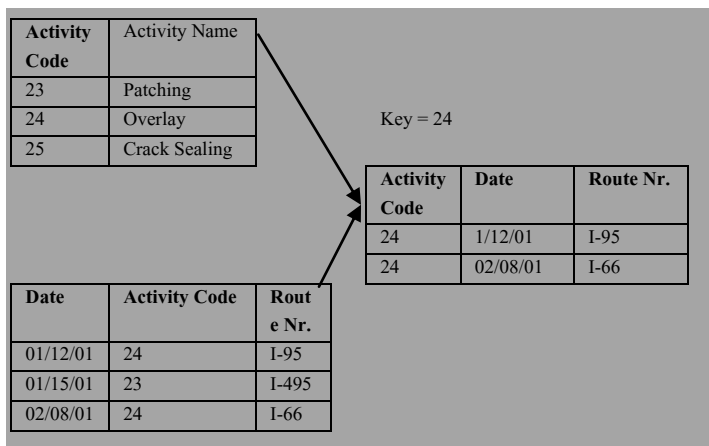 Activity Code Activity Name
23 Patching
24 Overlay
25 Crack Sealing
Key = 24
Activity Code Date Route Nr.
24 1/12/01 I-95
24 02/08/01 I-66
Date Activity Code Rout e Nr.
01/12/01 24 I-95
01/15/01 23 I-495
02/08/01 24 I-66